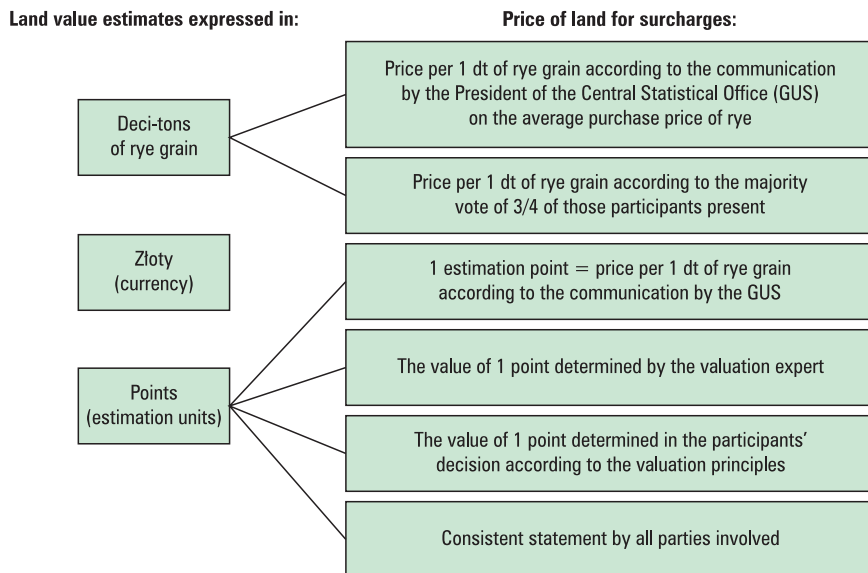 Land value estimates expressed in:
Price of land for surcharges:
Deci-tons
of rye grain
Złoty
(currency)
Points
(estimation units)
Price per 1 dt of rye grain according to the communication
by the President of the Central Statistical Office (GUS)
on the average purchase price of rye
Price per 1 dt of rye grain according to the majority
vote of 3/4 of those participants present
1 estimation point = price per 1 dt of rye grain
according to the communication by the GUS
The value of 1 point determined by the valuation expert
The value of 1 point determined in the participants’
decision according to the valuation principles
Consistent statement by all parties involved